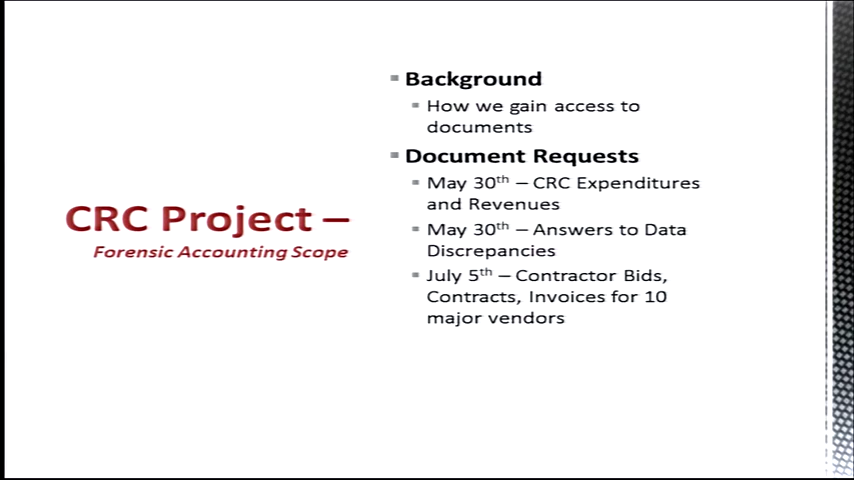 CRC Project –
Forensic Accounting Scope
Background
How we gain access to
documents
Document Requests
May 30th – CRC Expenditures
and Revenues
May 30th – Answers to Data
Discrepancies
July 5th – Contractor Bids,
Contracts, Invoices for 10
major vendors